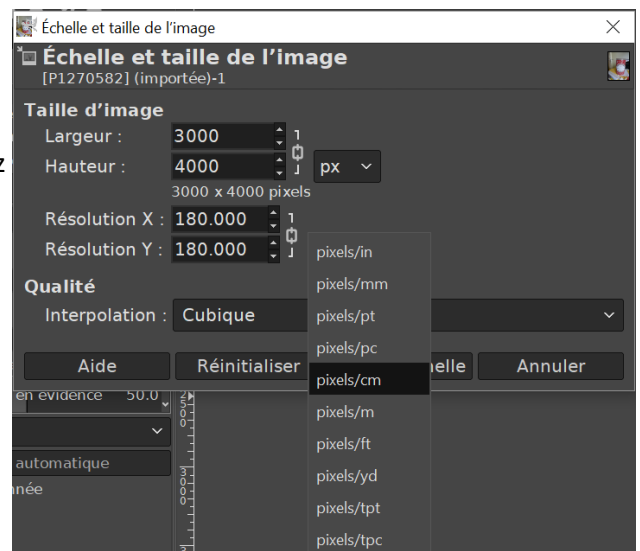 Échelle et taille de l’image
Échelle et taille de l’image
[P1270582] (importée)-1
Taille d’image
Largeur : 3000
z
Hauteur : 4000 px
3000 x 4000 pixels
Résolution X : 180.000
Résolution Y : 180.000
pixels/in
pixels/mm
pixels/pt
pixels/pc
pixels/cm
pixels/m
pixels/ft
pixels/yd
pixels/tpt
pixels/tpc
Qualité
Interpolation : Cubique
Aide Réinitialiser elle Annuler
en évidence 50.0
automatique
née